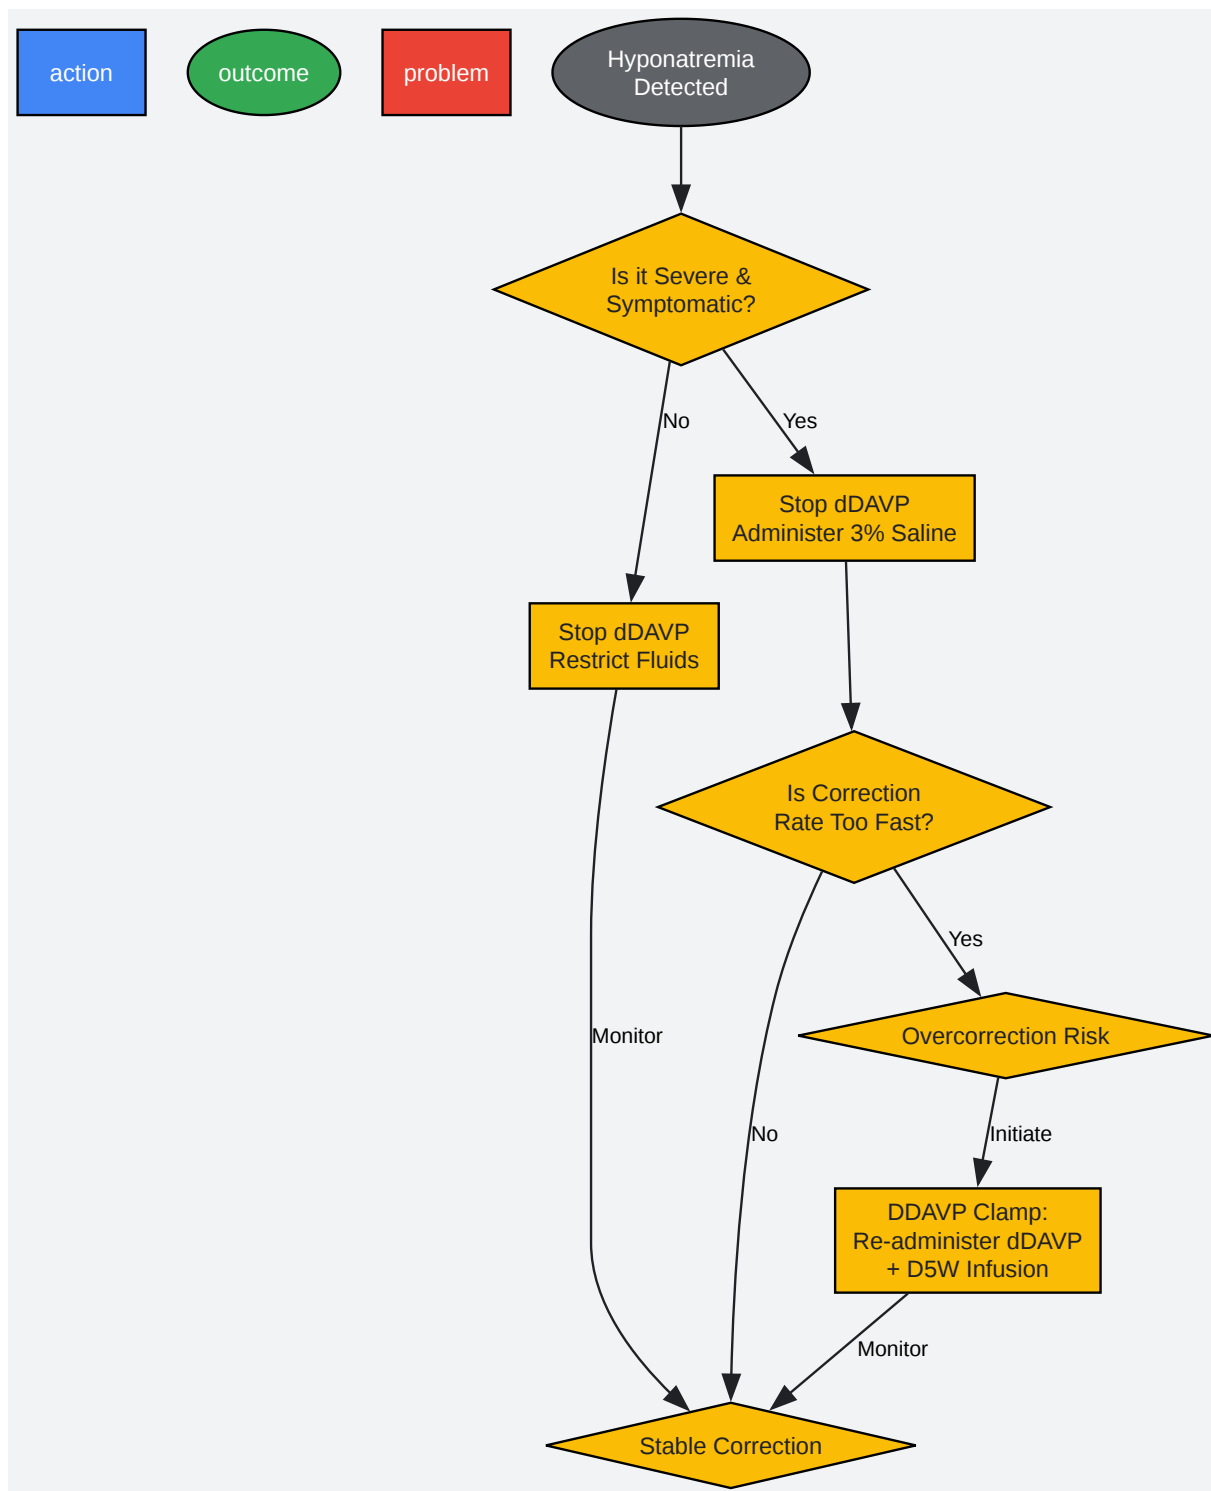 action
outcome
problem
Hyponatremia
Detected
Is it Severe &
Symptomatic?
No
Yes
Stop dDAVP
Administer 3% Saline
Stop dDAVP
Restrict Fluids
Is Correction
Rate Too Fast?
Yes
Monitor
Overcorrection Risk
No
Initiate
DDAVP Clamp:
Re-administer dDAVP
+ D5W Infusion
Monitor
Stable Correction